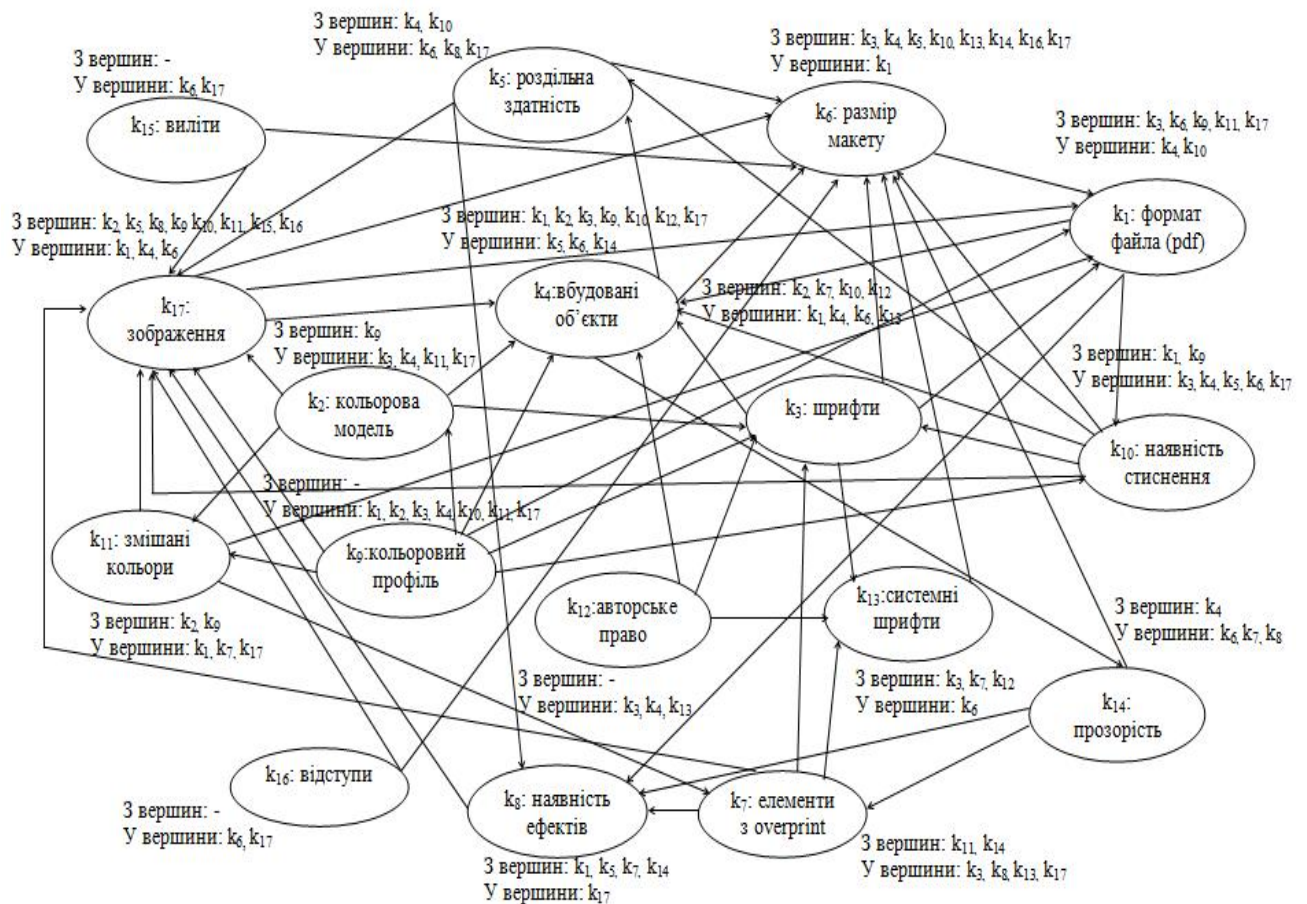 З вершин: k4, k10
У вершини: k6, k8, k17
k5: роздільна
здатність
З вершин: k3, k4, k5, k10, k13, k14, k16, k17
У вершини: k1
k6: размір
макету
З вершин: -
У вершини: k6, k17
k15: виліти
З вершин: k3, k6, k9, k11, k17
У вершини: k4, k10
k1: формат
файла (pdf)
З вершин: k2, k5, k8, k9 k10, k11, k15, k16
У вершини: k1, k4, k6
k17:
зображення
З вершин: k1, k2, k3, k9, k10, k12, k17
У вершини: k5, k6, k14
k4:вбудовані
об’єкти
З вершин: k2, k7, k10, k12
У вершини: k1, k4, k6, k13
k3: шрифти
З вершин: k9
У вершини: k3, k4, k11, k17
k2: кольорова
модель
З вершин: k1, k9
У вершини: k3, k4, k5, k6, k17
k10: наявність
стиснення
З вершин: -
У вершини: k1, k2, k3, k4, k10, k11, k17
k9:кольоровий
профіль
k11: змішані
кольори
З вершин: k2, k9
У вершини: k1, k7, k17
k12:авторське
право
З вершин: -
У вершини: k3, k4, k13
k13:системні
шрифти
З вершин: k3, k7, k12
У вершини: k6
З вершин: k4
У вершини: k6, k7, k8
k14:
прозорість
k16: відступи
З вершин: -
У вершини: k6, k17
k8: наявність
ефектів
З вершин: k1, k5, k7, k14
У вершини: k17
k7: елементи
з overprint
З вершин: k11, k14
У вершини: k3, k8, k13, k17